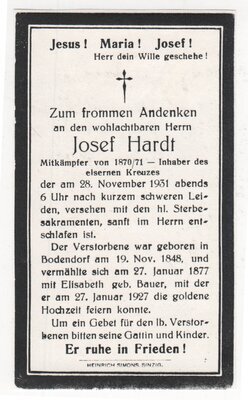 Jesus! Maria! Josef!
Herr dein Wille geschehe!
Zum frommen Andenken
an den wohlachtbaren Herrn
Josef Hardt
Mitkämpfer von 1870/71 — Inhaber des
eisernen Kreuzes
der am 28. November 1931 abends
6 Uhr nach kurzem schweren Lei-
den, versehen mit den hl. Sterbe-
sakramenten, sanft im Herrn ent-
schlafen ist.
Der Verstorbene war geboren in
Bodendorf am 19. Nov. 1848, und
vermählte sich am 27. Januar 1877
mit Elisabeth geb. Bauer, mit der
er am 27. Januar 1927 die goldene
Hochzeit feiern konnte.
Um ein Gebet für den lb. Verstor-
benen bitten seine Gattin und Kinder.
Er ruhe in Frieden!
HEINRICH SIMONS, SINZIG.